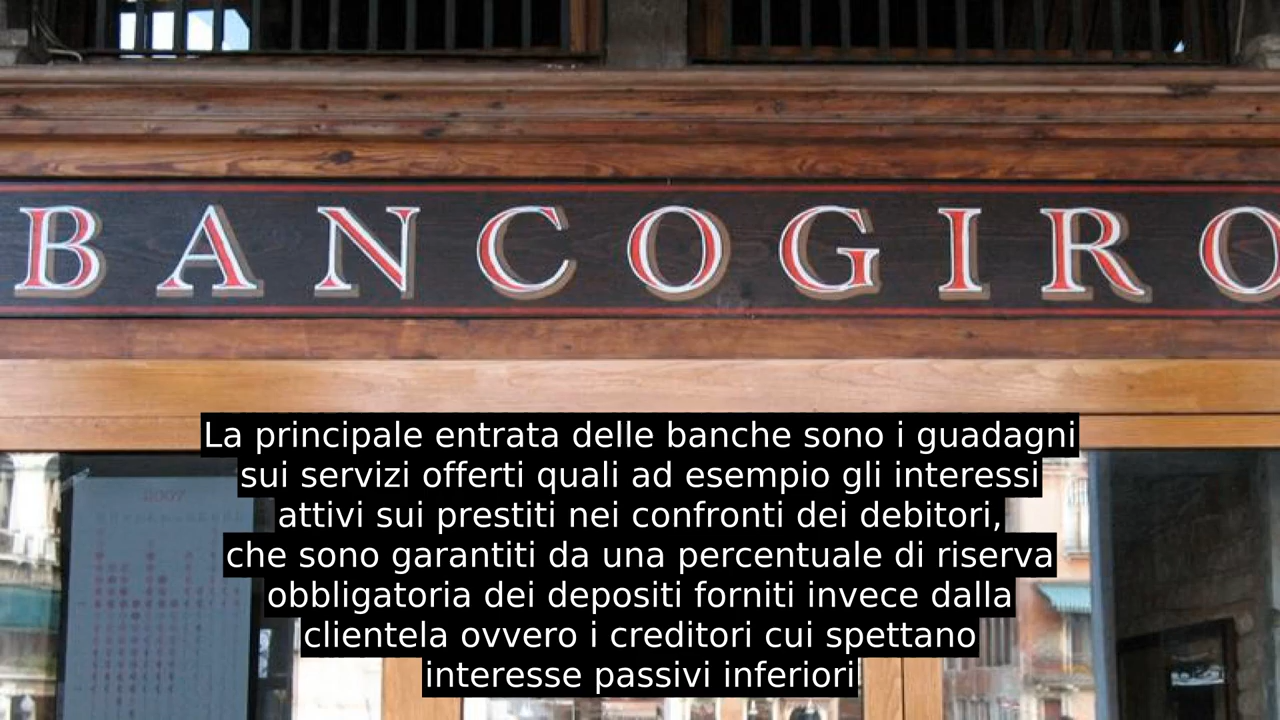 BANCOGIRO
La principale entrata delle banche sono i guadagni
sui servizi offerti quali ad esempio gli interessi
attivi sui prestiti nei confronti dei debitori,
che sono garantiti da una percentuale di riserva
obbligatoria dei depositi forniti invece dalla
clientela ovvero i creditori cui spettano
interesse passivi inferiori
2007